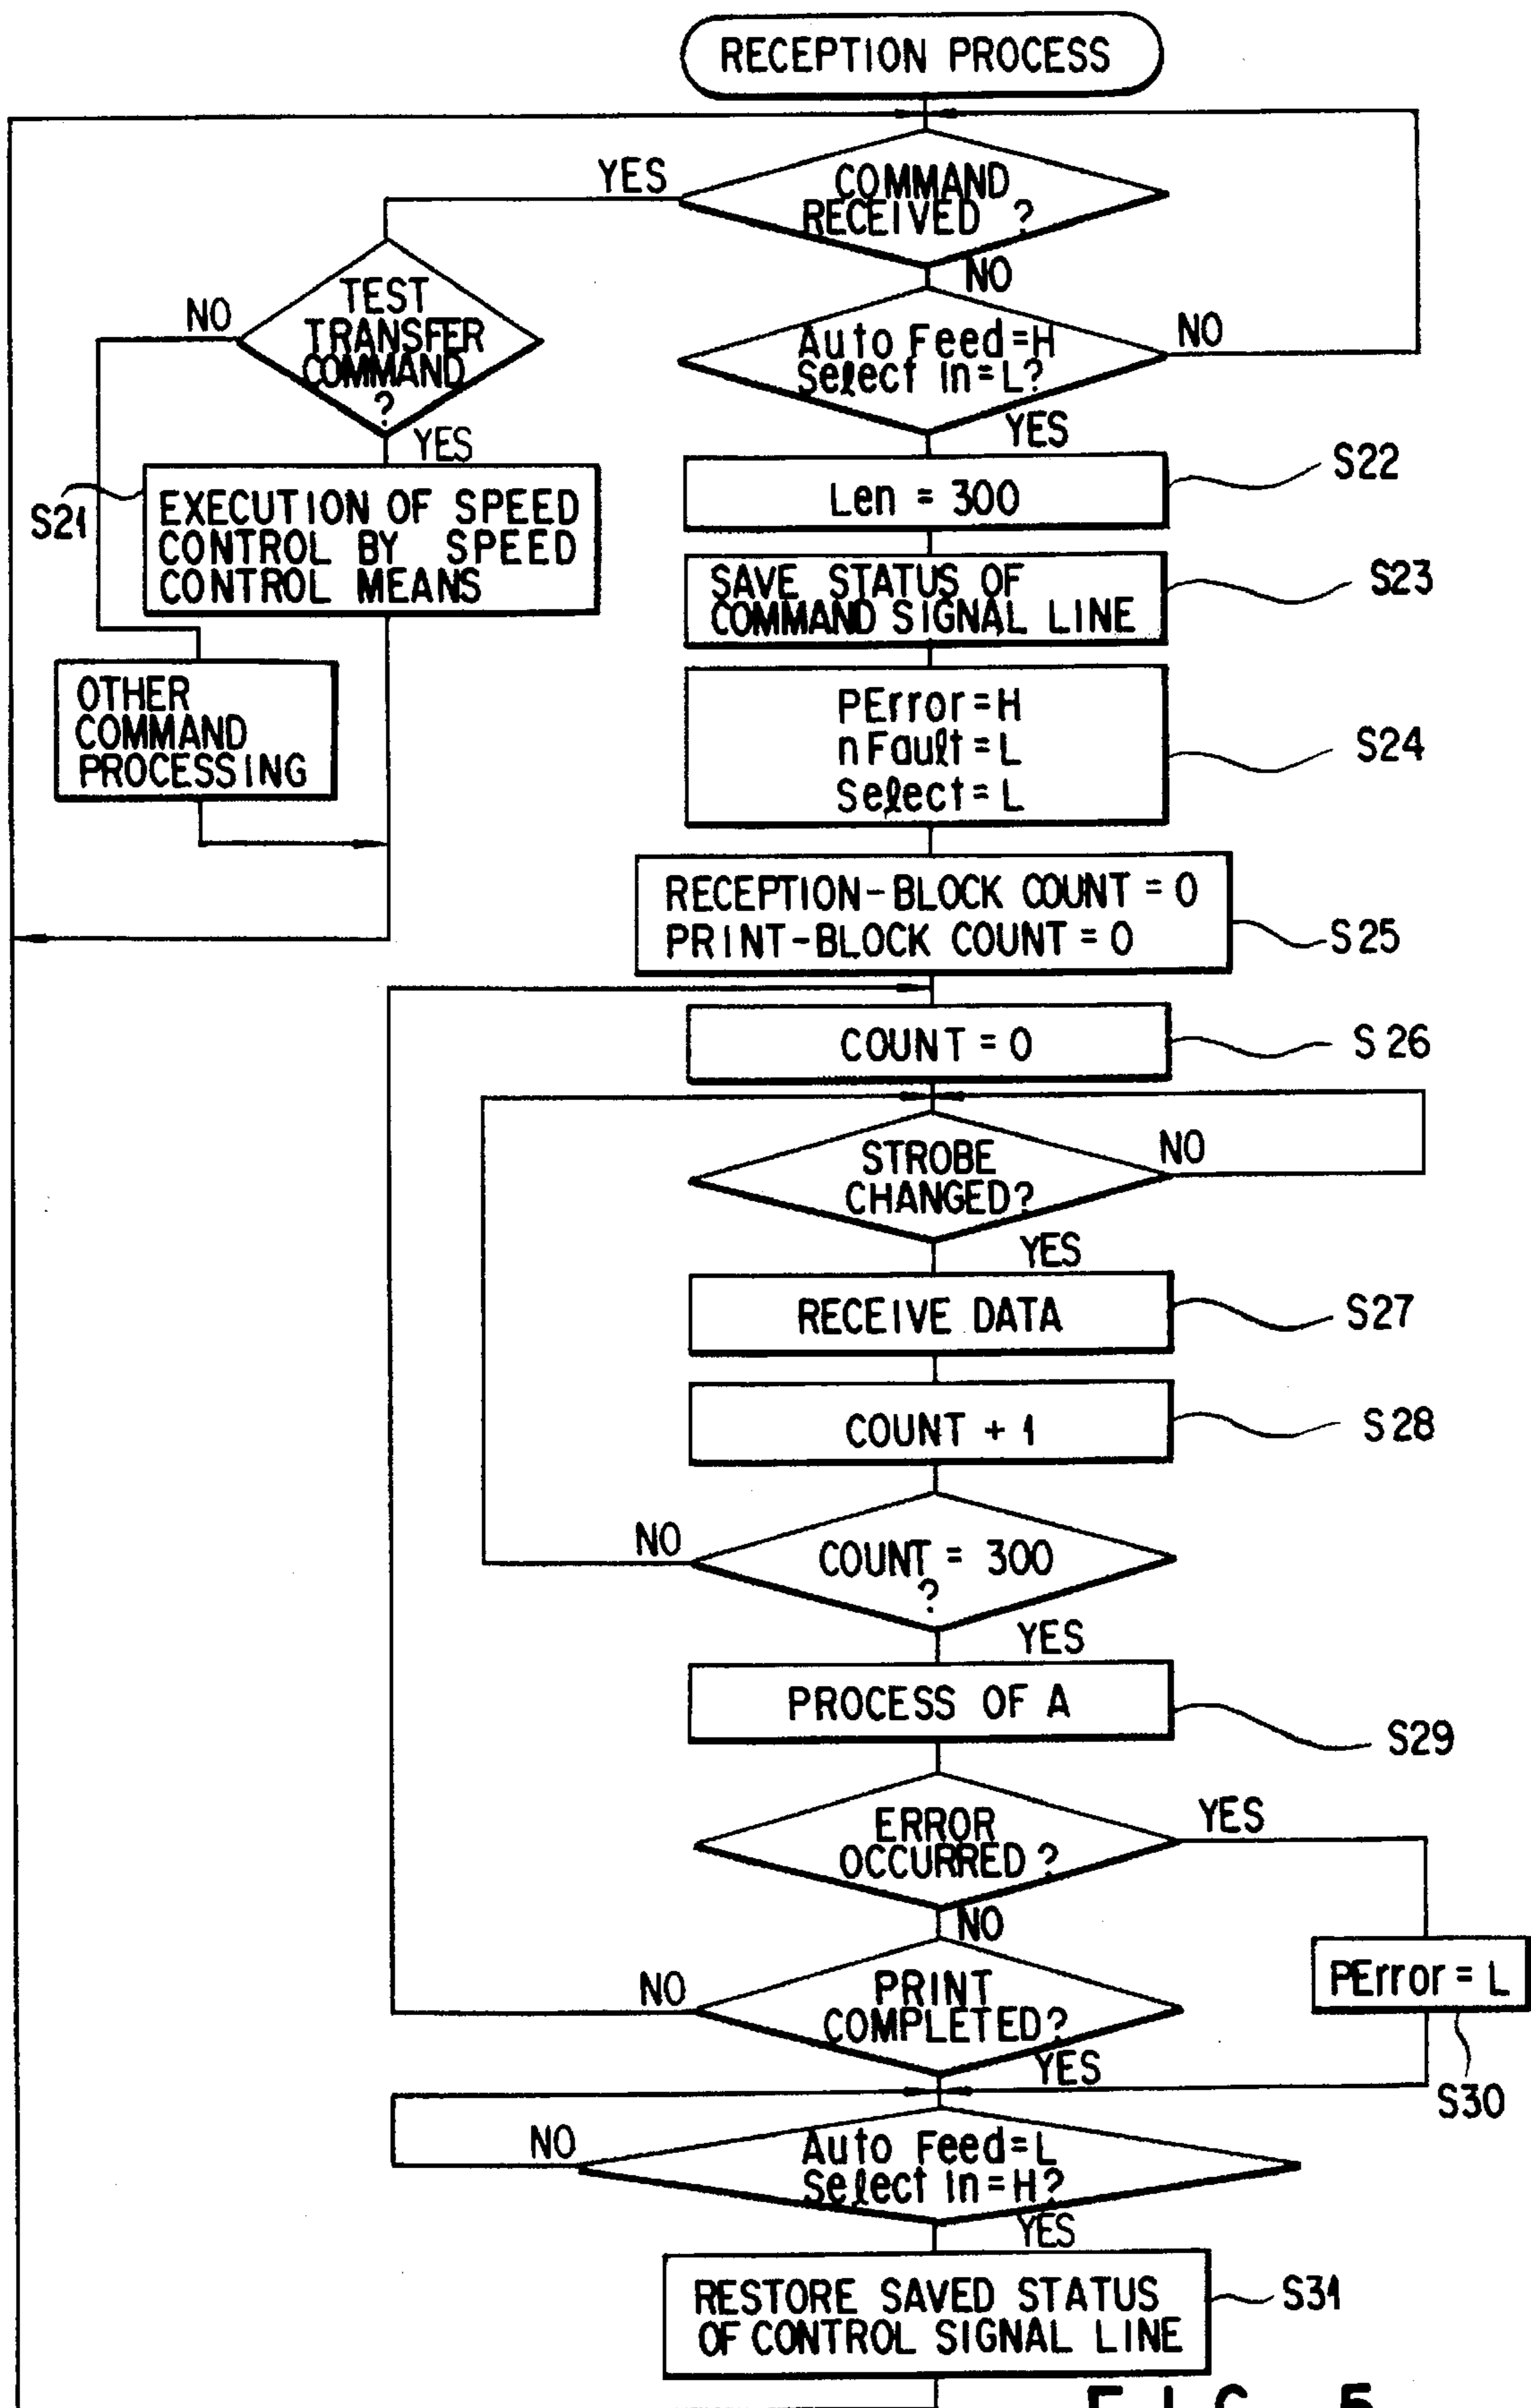 RECEPTION PROCESS
COMMAND
RECEIVED ?
YES
NO
TEST
TRANSFER
COMMAND
?
NO
YES
Auto Feed=H
Select in=L?
NO
YES
S21
EXECUTION OF SPEED
CONTROL BY SPEED
CONTROL MEANS
OTHER
COMMAND
PROCESSING
Len = 300
S22
SAVE STATUS OF
COMMAND SIGNAL LINE
S23
PError=H
nFault=L
Select=L
S24
RECEPTION-BLOCK COUNT = 0
PRINT-BLOCK COUNT = 0
S25
COUNT = 0
S26
STROBE
CHANGED?
NO
YES
RECEIVE DATA
S27
COUNT + 1
S28
COUNT = 300
?
NO
YES
PROCESS OF A
S29
ERROR
OCCURRED ?
YES
NO
PRINT
COMPLETED?
NO
YES
PError = L
S30
Auto Feed=L
Select in=H?
NO
YES
RESTORE SAVED STATUS
OF CONTROL SIGNAL LINE
S31
FIG. 5